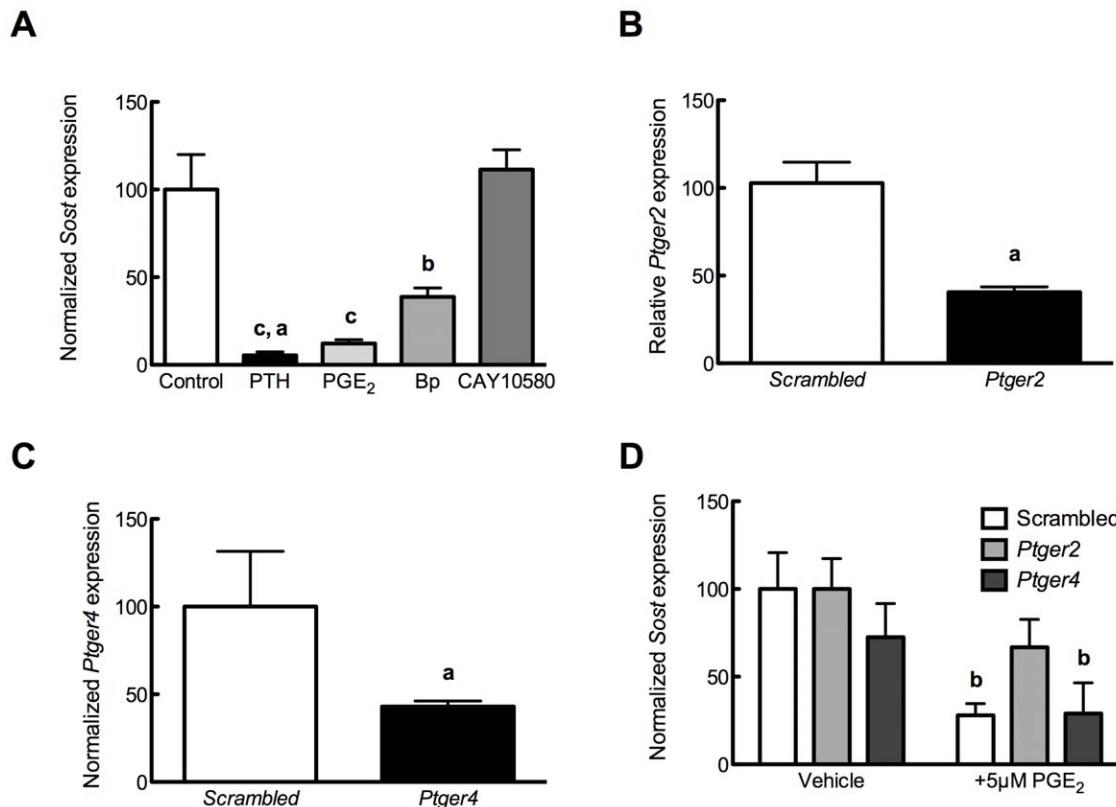 A
Normalized Sost expression
150
100
50
0
c, a
c
b
Control PTH PGE₂ Bp CAY10580
B
Relative Ptger2 expression
150
100
50
0
a
Scrambled Ptger2
C
Normalized Ptger4 expression
150
100
50
0
a
Scrambled Ptger4
D
Normalized Sost expression
150
100
50
0
Scrambled
Ptger2
Ptger4
b
b
Vehicle +5µM PGE₂